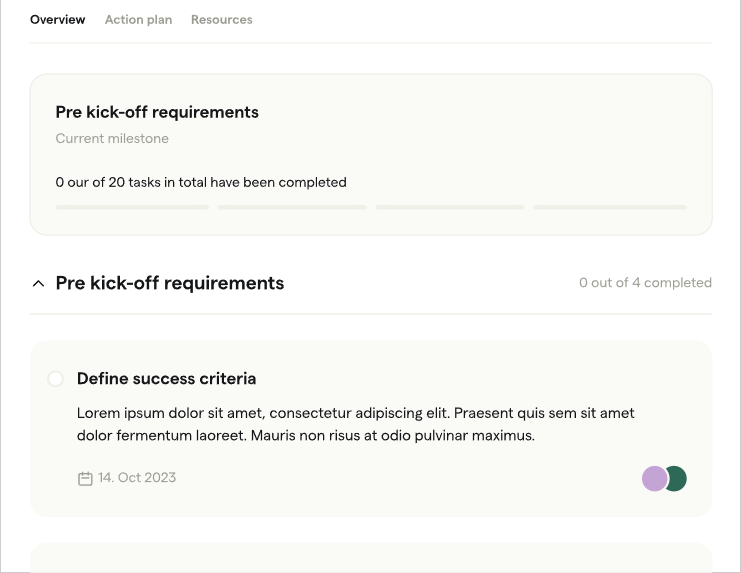 Overview Action plan Resources
Pre kick-off requirements
Current milestone
0 our of 20 tasks in total have been completed
Pre kick-off requirements 0 out of 4 completed
Define success criteria
Lorem ipsum dolor sit amet, consectetur adipiscing elit. Praesent quis sem sit amet
dolor fermentum laoreet. Mauris non risus at odio pulvinar maximus.
14. Oct 2023